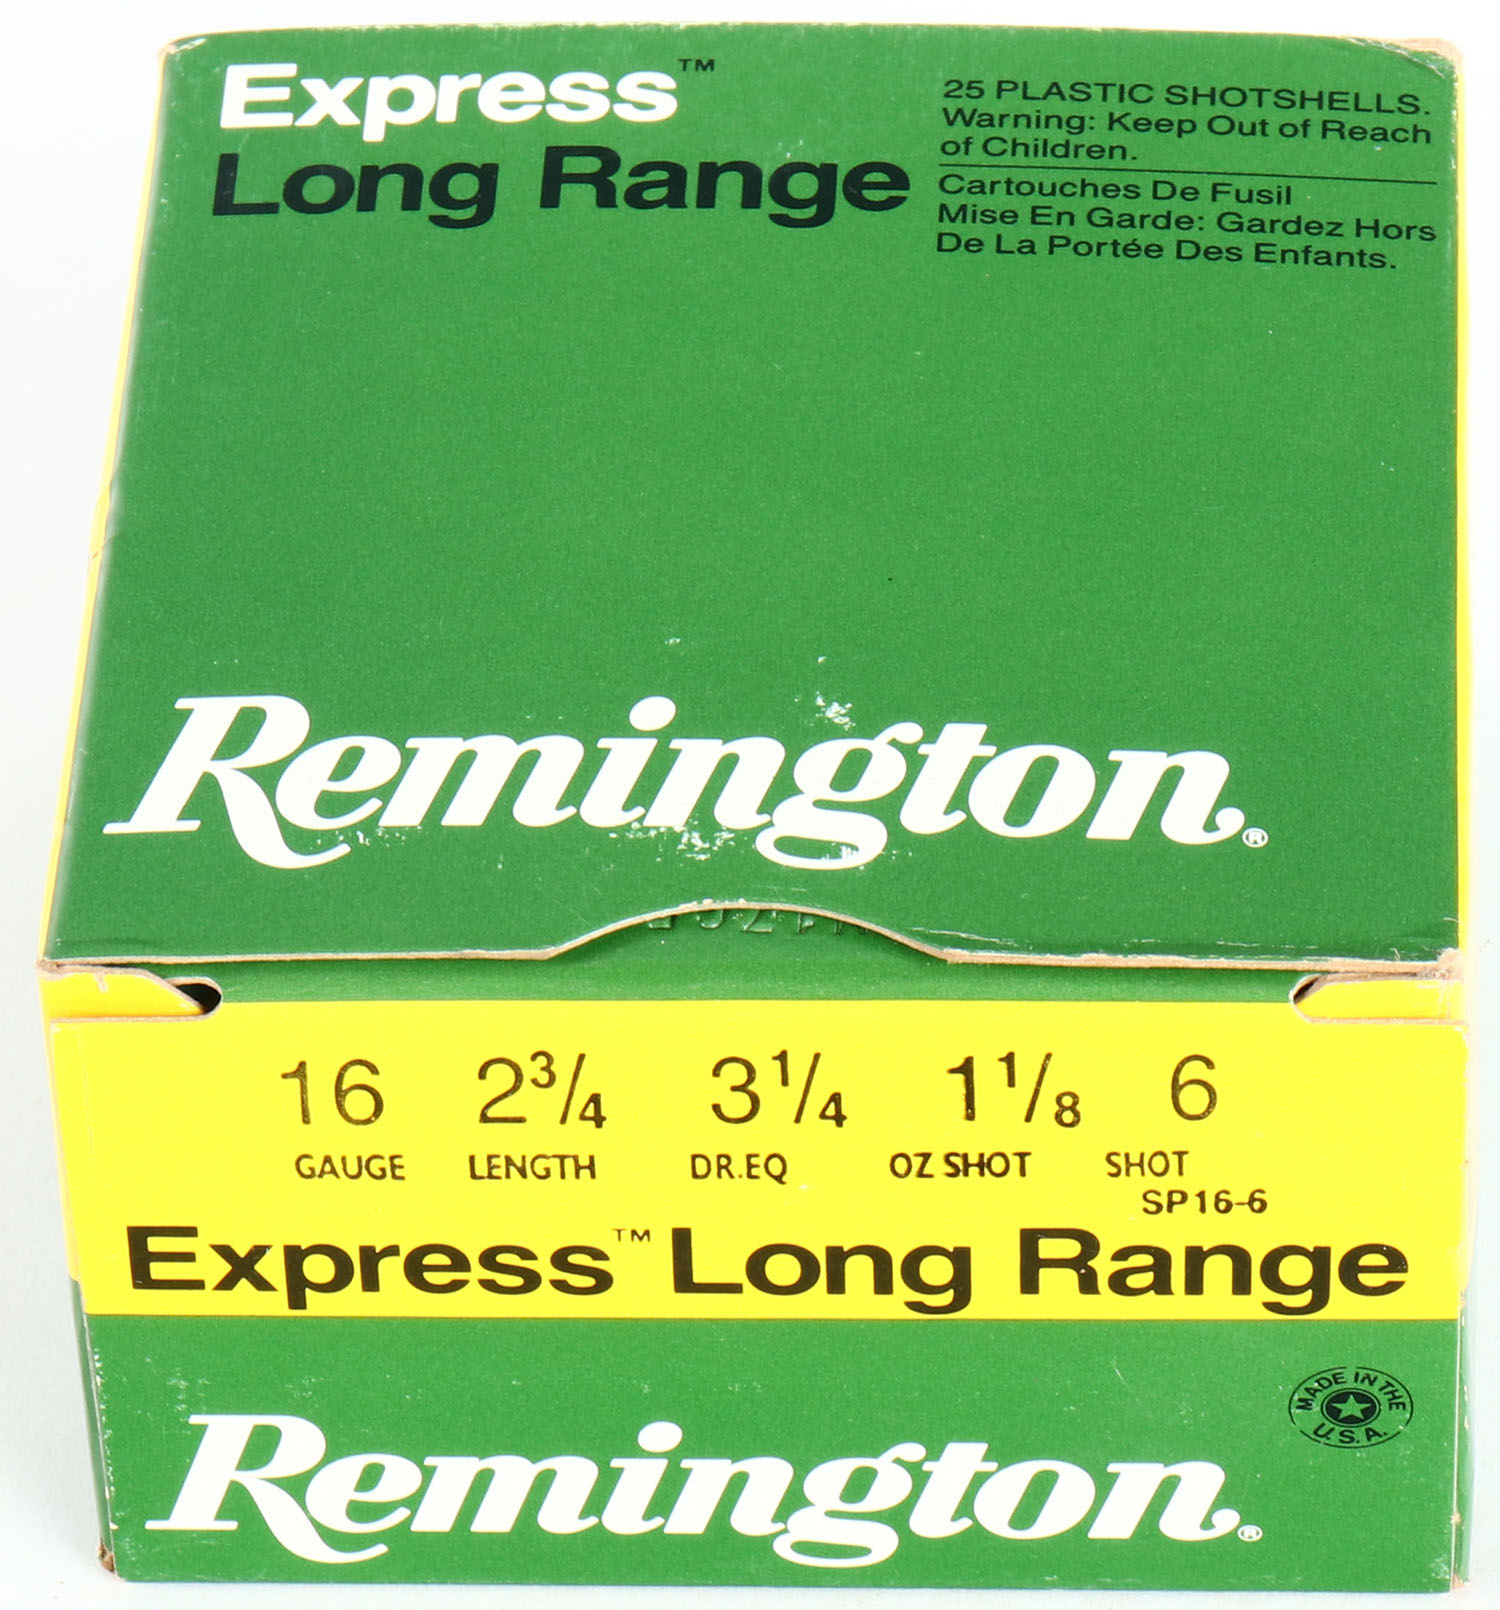 Express™
Long Range
25 PLASTIC SHOTSHELLS.
Warning: Keep Out of Reach
of Children.
Cartouches De Fusil
Mise En Garde: Gardez Hors
De La Portée Des Enfants.
Remington®
16 2¾ 3¼ 1⅛ 6
GAUGE LENGTH DR.EQ OZ SHOT SHOT
SP16-6
Express™ Long Range
MADE IN THE
U.S.A.
Remington®